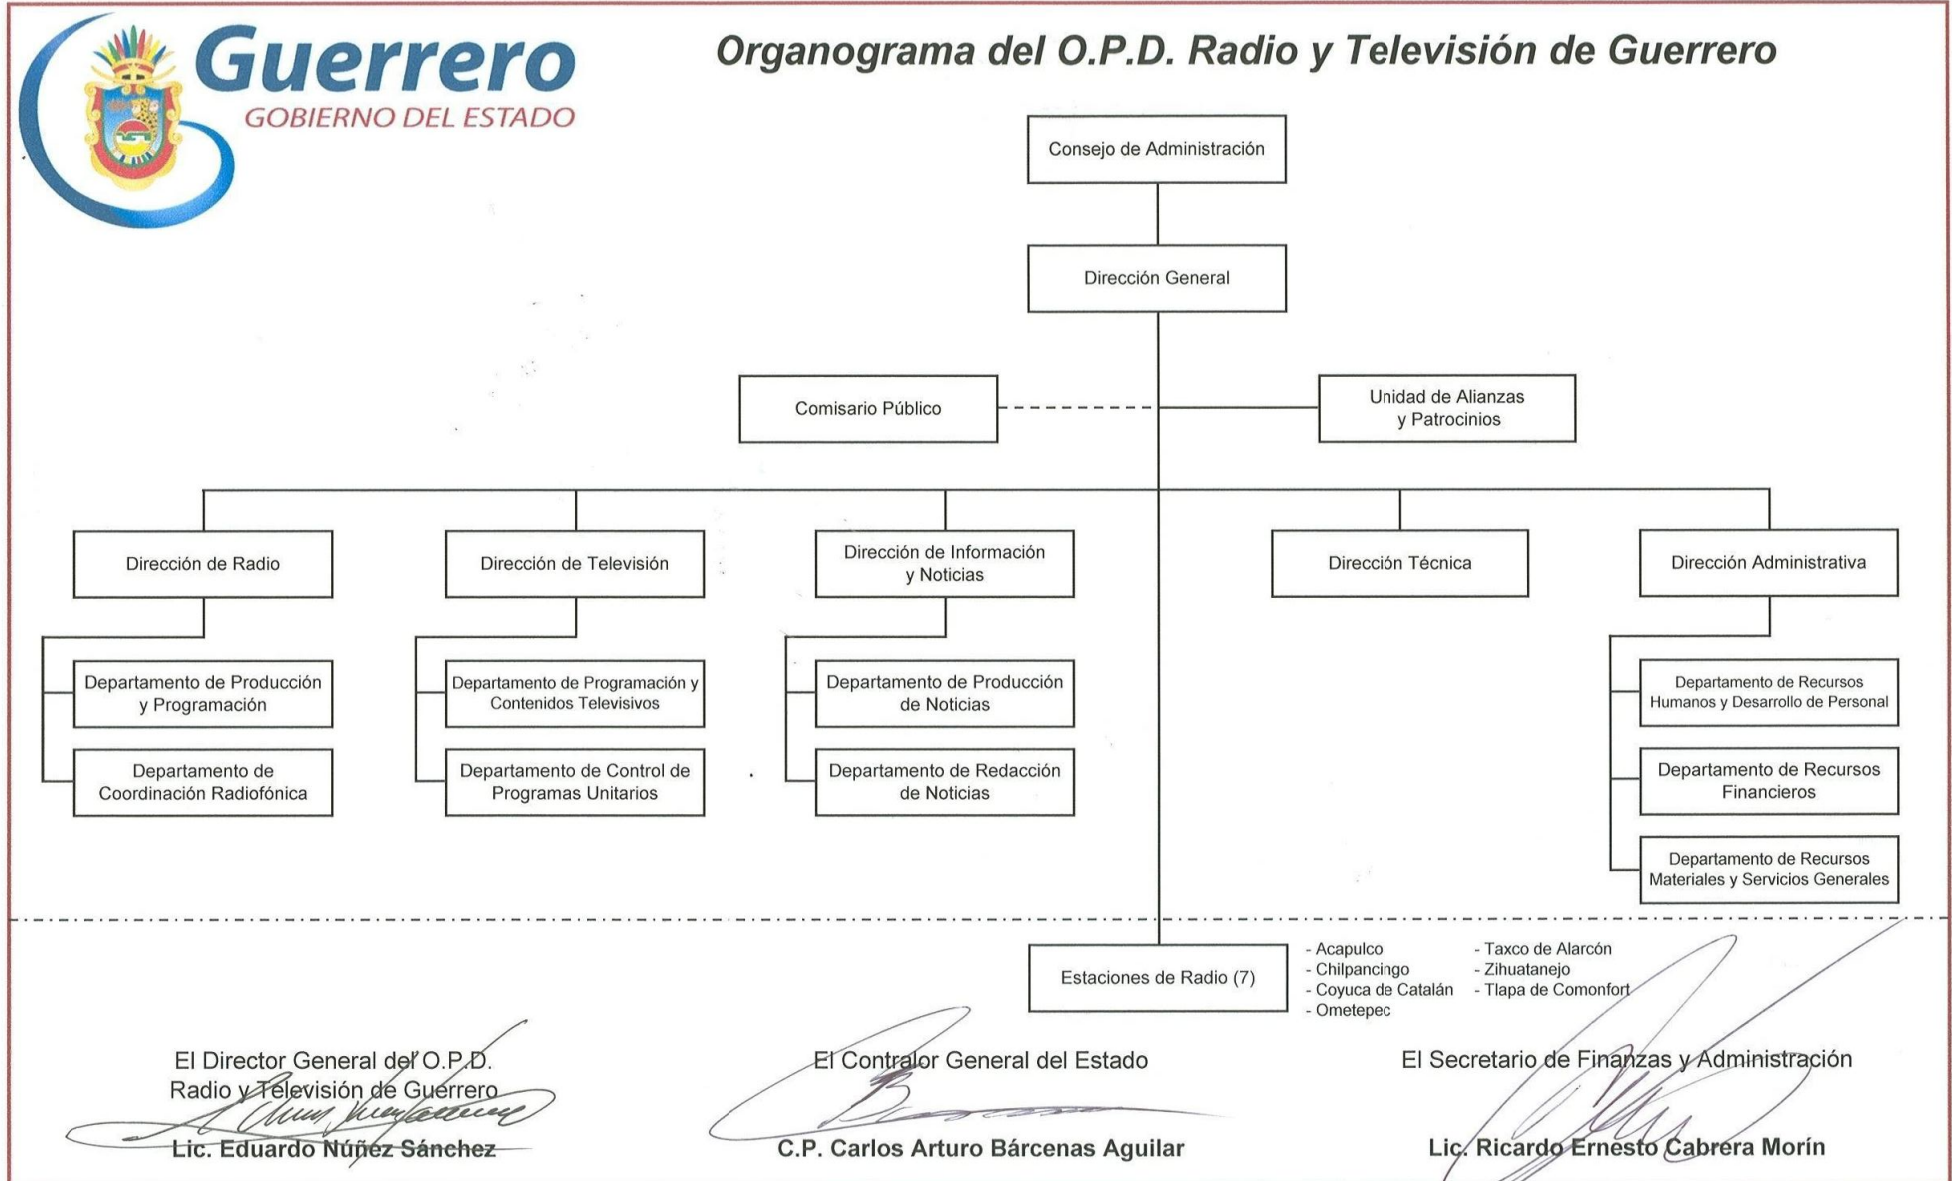 Guerrero
GOBIERNO DEL ESTADO
Organograma del O.P.D. Radio y Televisión de Guerrero
Consejo de Administración
Dirección General
Comisario Público
Unidad de Alianzas
y Patrocinios
Dirección de Radio
Dirección de Televisión
Dirección de Información
y Noticias
Dirección Técnica
Dirección Administrativa
Departamento de Producción
y Programación
Departamento de
Coordinación Radiofónica
Departamento de Programación y
Contenidos Televisivos
Departamento de Control de
Programas Unitarios
Departamento de Producción
de Noticias
Departamento de Redacción
de Noticias
Departamento de Recursos
Humanos y Desarrollo de Personal
Departamento de Recursos
Financieros
Departamento de Recursos
Materiales y Servicios Generales
Estaciones de Radio (7)
- Acapulco
- Chilpancingo
- Coyuca de Catalán
- Ometepec
- Taxco de Alarcón
- Zihuatanejo
- Tlapa de Comonfort
El Director General del O.P.D.
Radio y Televisión de Guerrero
Lic. Eduardo Núñez Sánchez
El Contralor General del Estado
C.P. Carlos Arturo Bárcenas Aguilar
El Secretario de Finanzas y Administración
Lic. Ricardo Ernesto Cabrera Morín